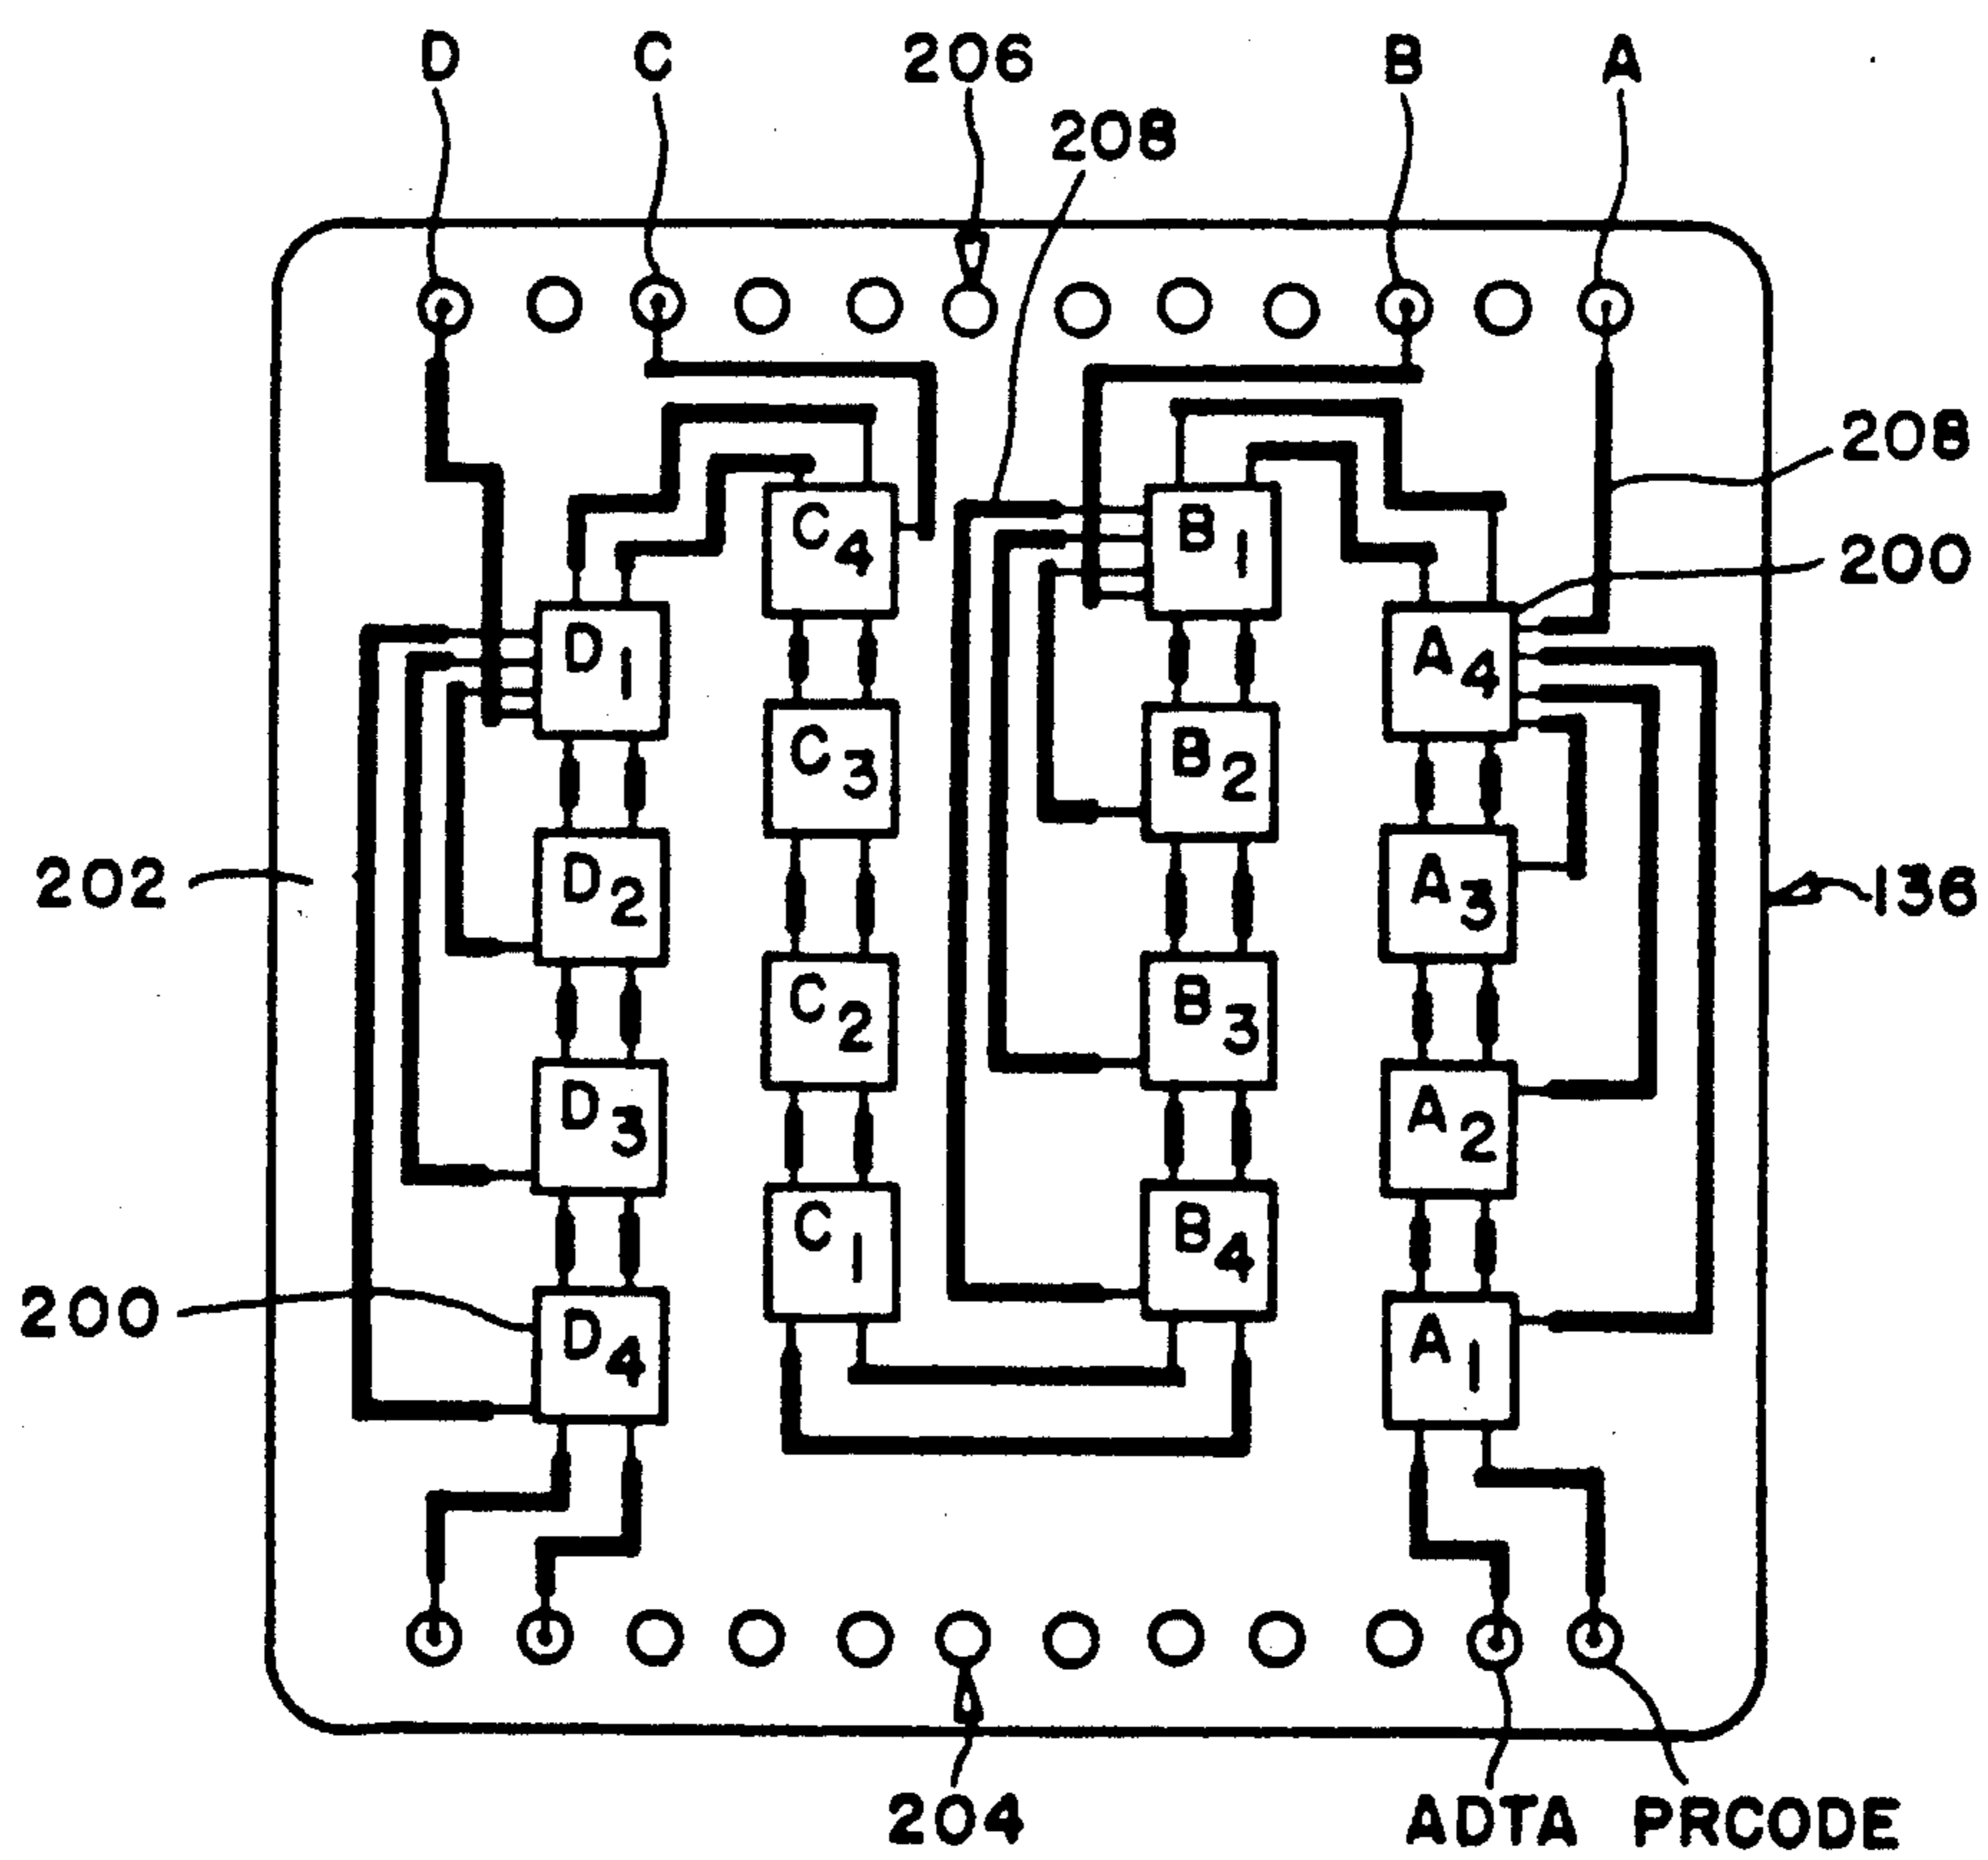 D C 206 B A
208
208
C4 B1
200
D1 A4
C3 B2
202 D2 A3 136
C2 B3
D3 A2
C1 B4
200 D4 A1
204 ADTA PRCODE